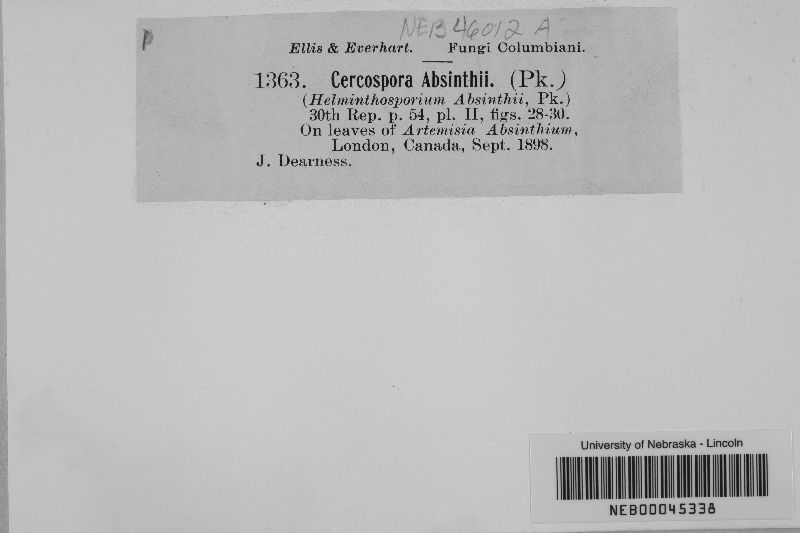 NEB 46012 A
P
Ellis & Everhart. Fungi Columbiani.
1363. Cercospora Absinthii. (Pk.)
(Helminthosporium Absinthii, Pk.)
30th Rep. p. 54, pl. II, figs. 28-30.
On leaves of Artemisia Absinthium,
London, Canada, Sept. 1898.
J. Dearness.
University of Nebraska - Lincoln
NEB00045338